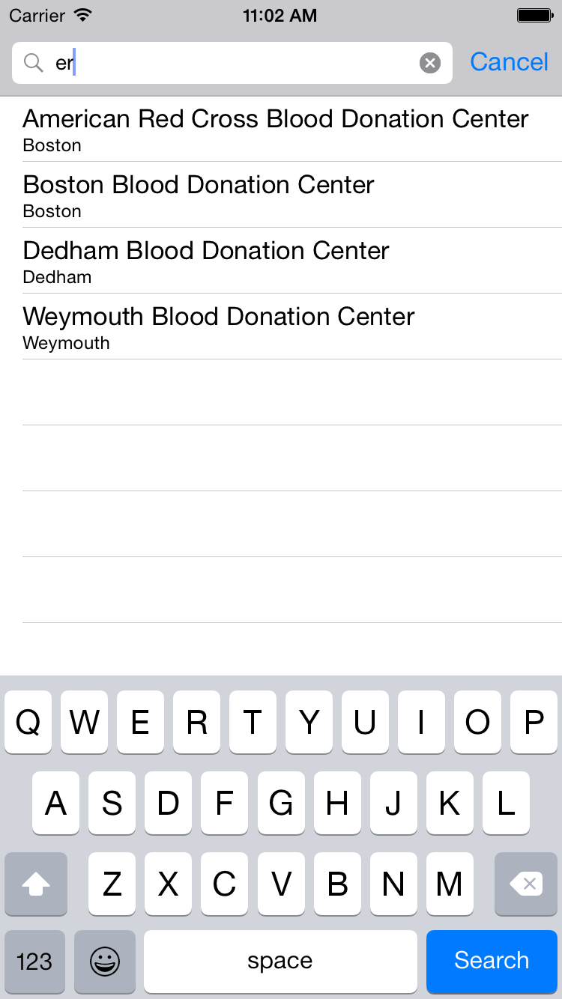 Carrier 11:02 AM
er Cancel
American Red Cross Blood Donation Center
Boston
Boston Blood Donation Center
Boston
Dedham Blood Donation Center
Dedham
Weymouth Blood Donation Center
Weymouth
Q W E R T Y U I O P
A S D F G H J K L
Z X C V B N M
123 space Search